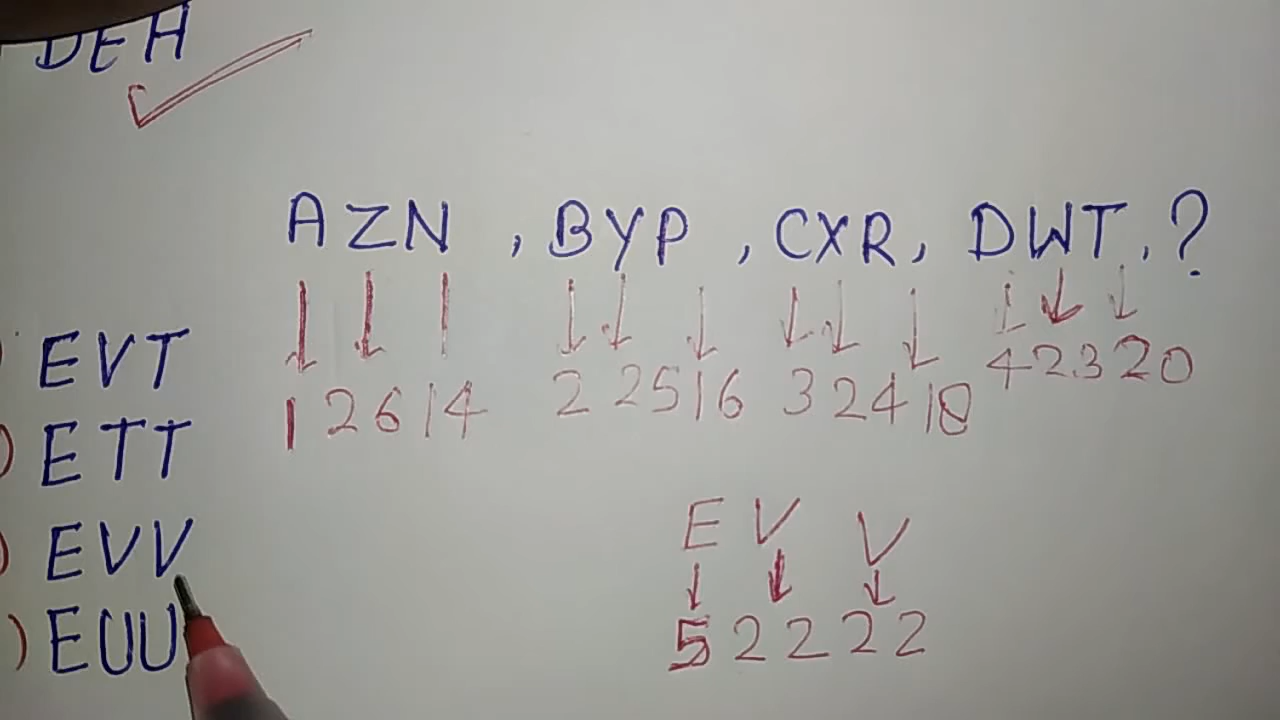 DEH
AZN , BYP , CXR , DWT , ?
1 26 14 2 25 16 3 24 18 4 23 20
EVT
ETT
EVV
EUU
E V V
5 22 22